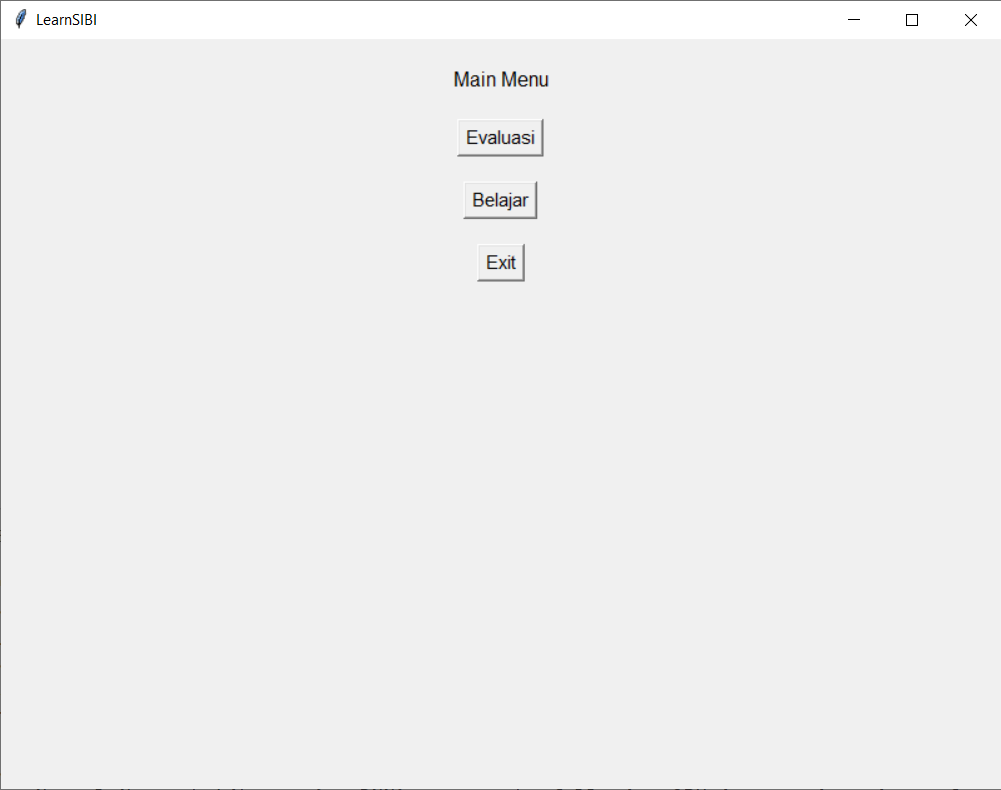 LearnSIBI
Main Menu
Evaluasi
Belajar
Exit